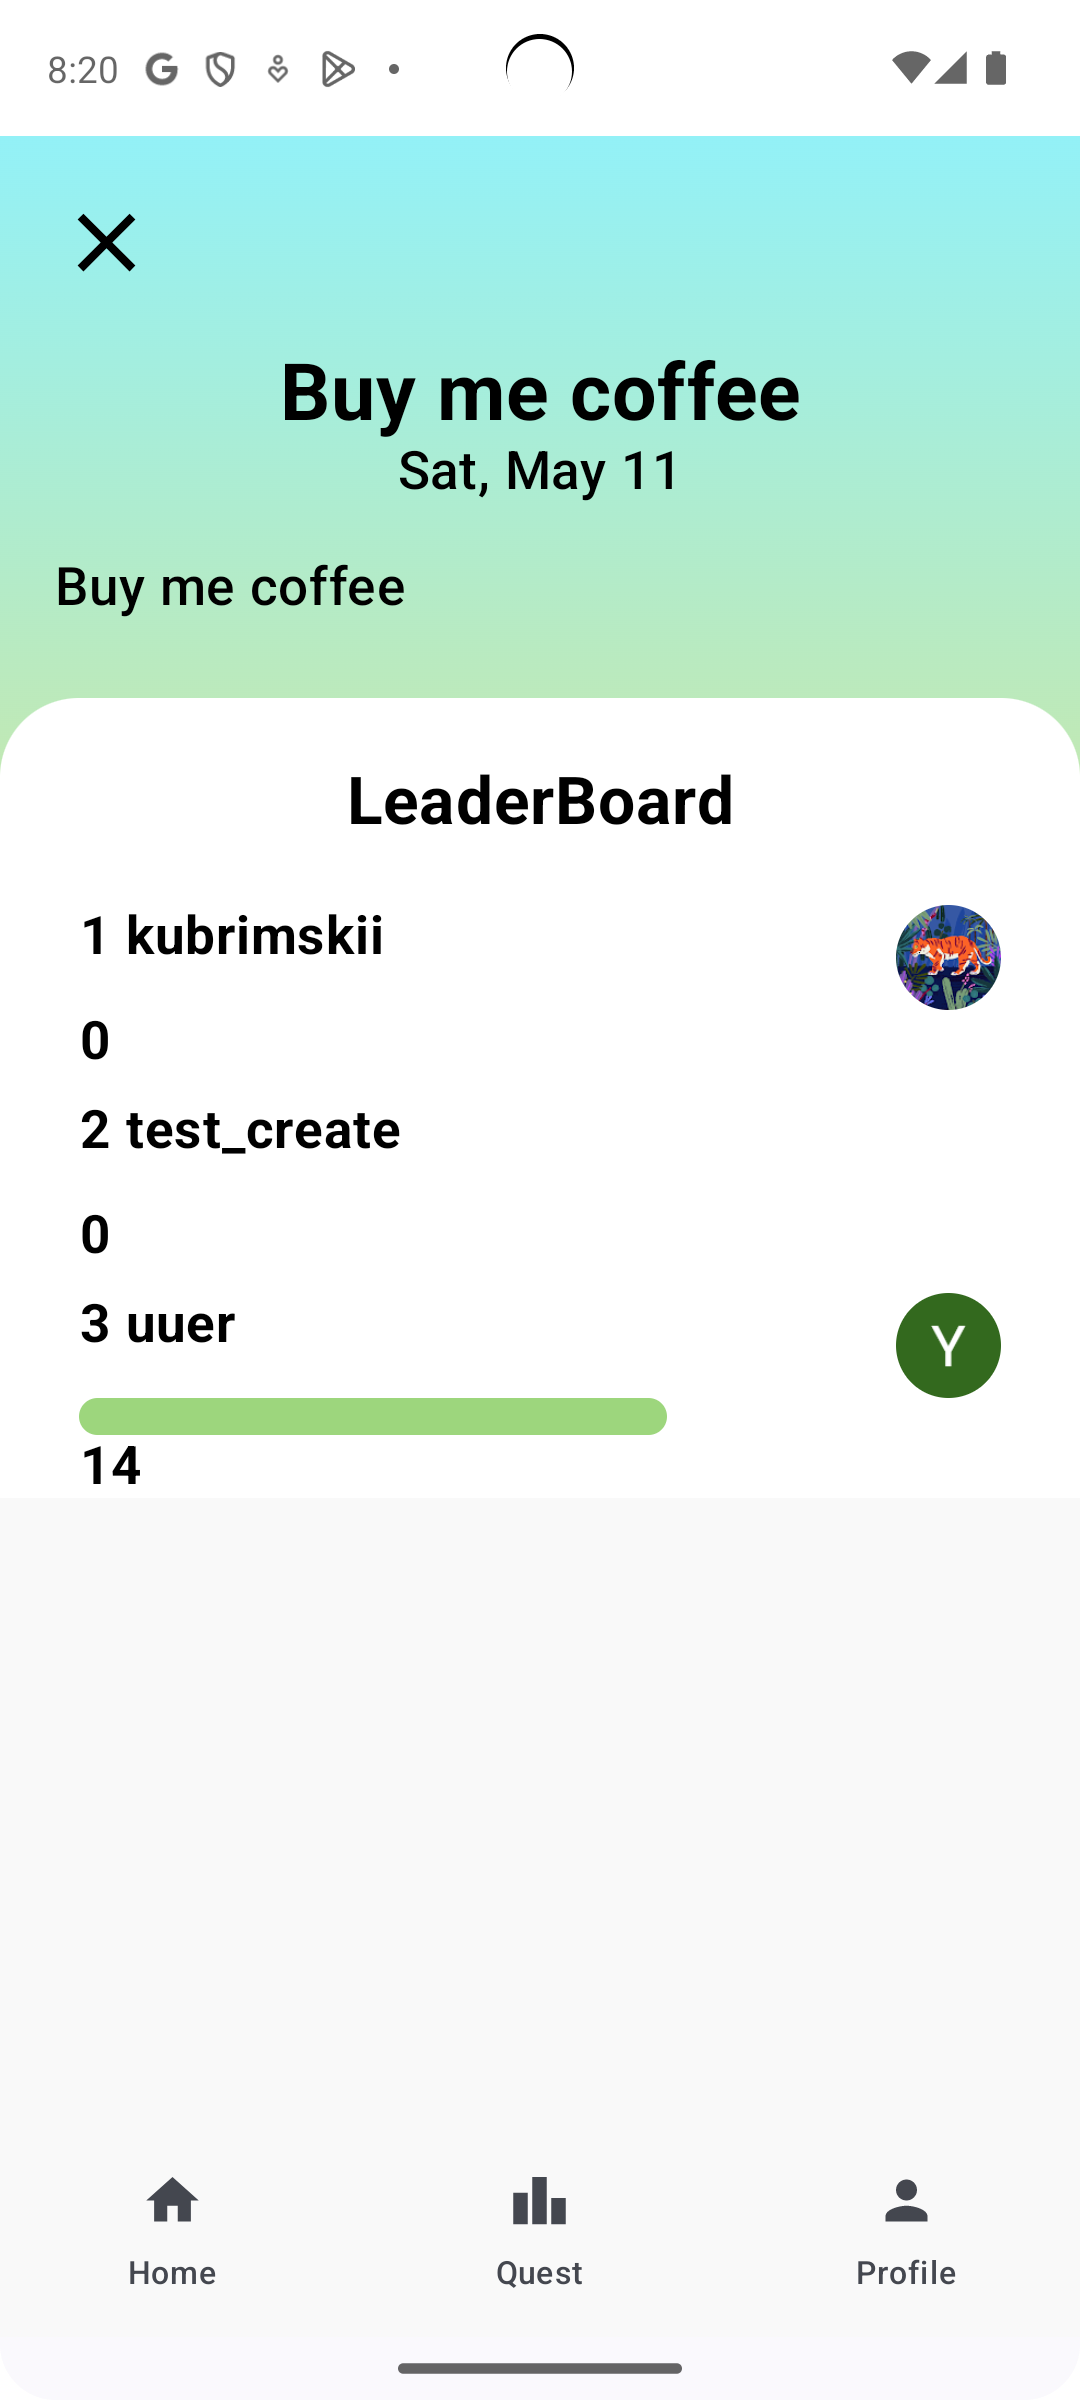 8:20
Buy me coffee
Sat, May 11
Buy me coffee
LeaderBoard
1 kubrimskii
0
2 test_create
0
3 uuer
Y
14
Home
Quest
Profile